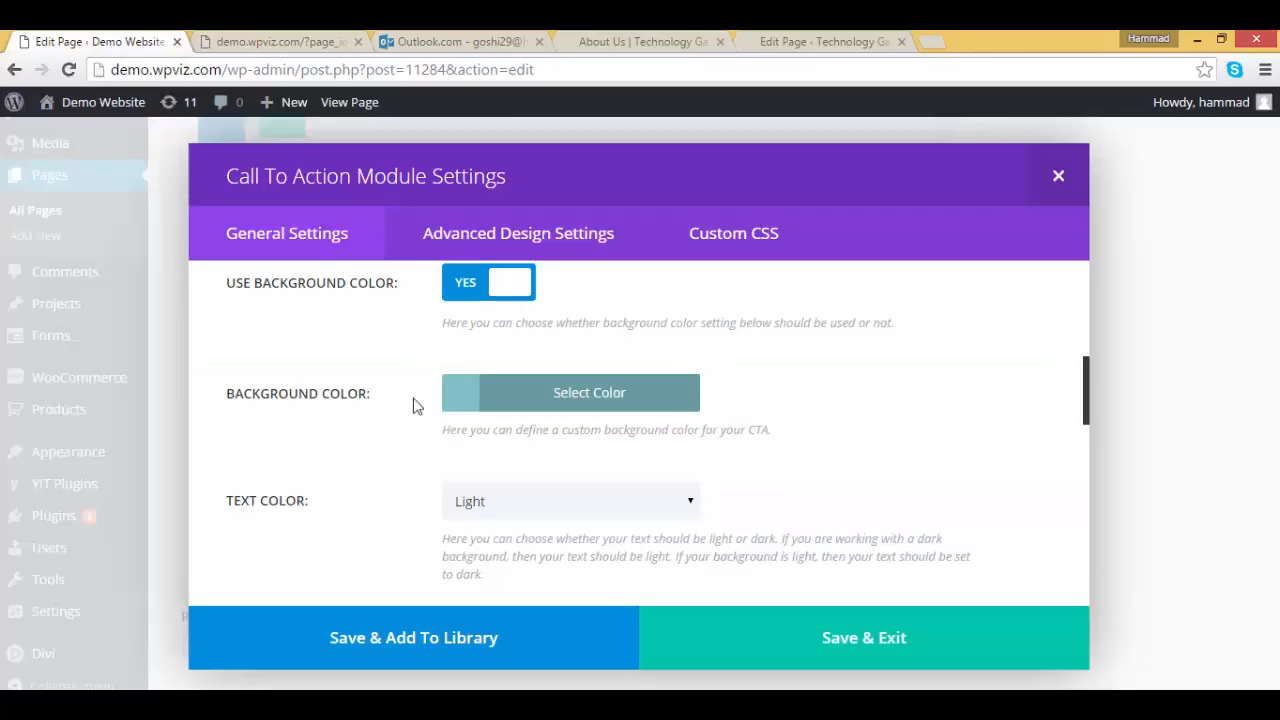 Edit Page ‹ Demo Website
demo.wpviz.com/?page_i
Outlook.com - goshi29@
About Us | Technology Ga
Edit Page ‹ Technology Ga
Hammad
demo.wpviz.com/wp-admin/post.php?post=11284&action=edit
Demo Website
11
0
New
View Page
Howdy, hammad
Media
Pages
All Pages
Add New
Comments
Projects
Forms
WooCommerce
Products
Appearance
YIT Plugins
Plugins
Users
Tools
Settings
Divi
Collapse menu
Call To Action Module Settings
General Settings
Advanced Design Settings
Custom CSS
USE BACKGROUND COLOR:
YES
Here you can choose whether background color setting below should be used or not.
BACKGROUND COLOR:
Select Color
Here you can define a custom background color for your CTA.
TEXT COLOR:
Light
Here you can choose whether your text should be light or dark. If you are working with a dark
background, then your text should be light. If your background is light, then your text should be set
to dark.
Save & Add To Library
Save & Exit